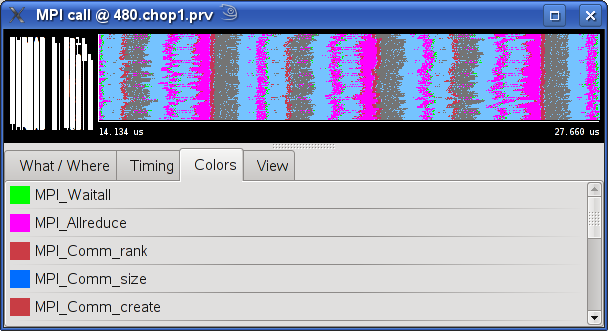 MPI call @ 480.chop1.prv
14.134 us
27.660 us
What / Where
Timing
Colors
View
MPI_Waitall
MPI_Allreduce
MPI_Comm_rank
MPI_Comm_size
MPI_Comm_create